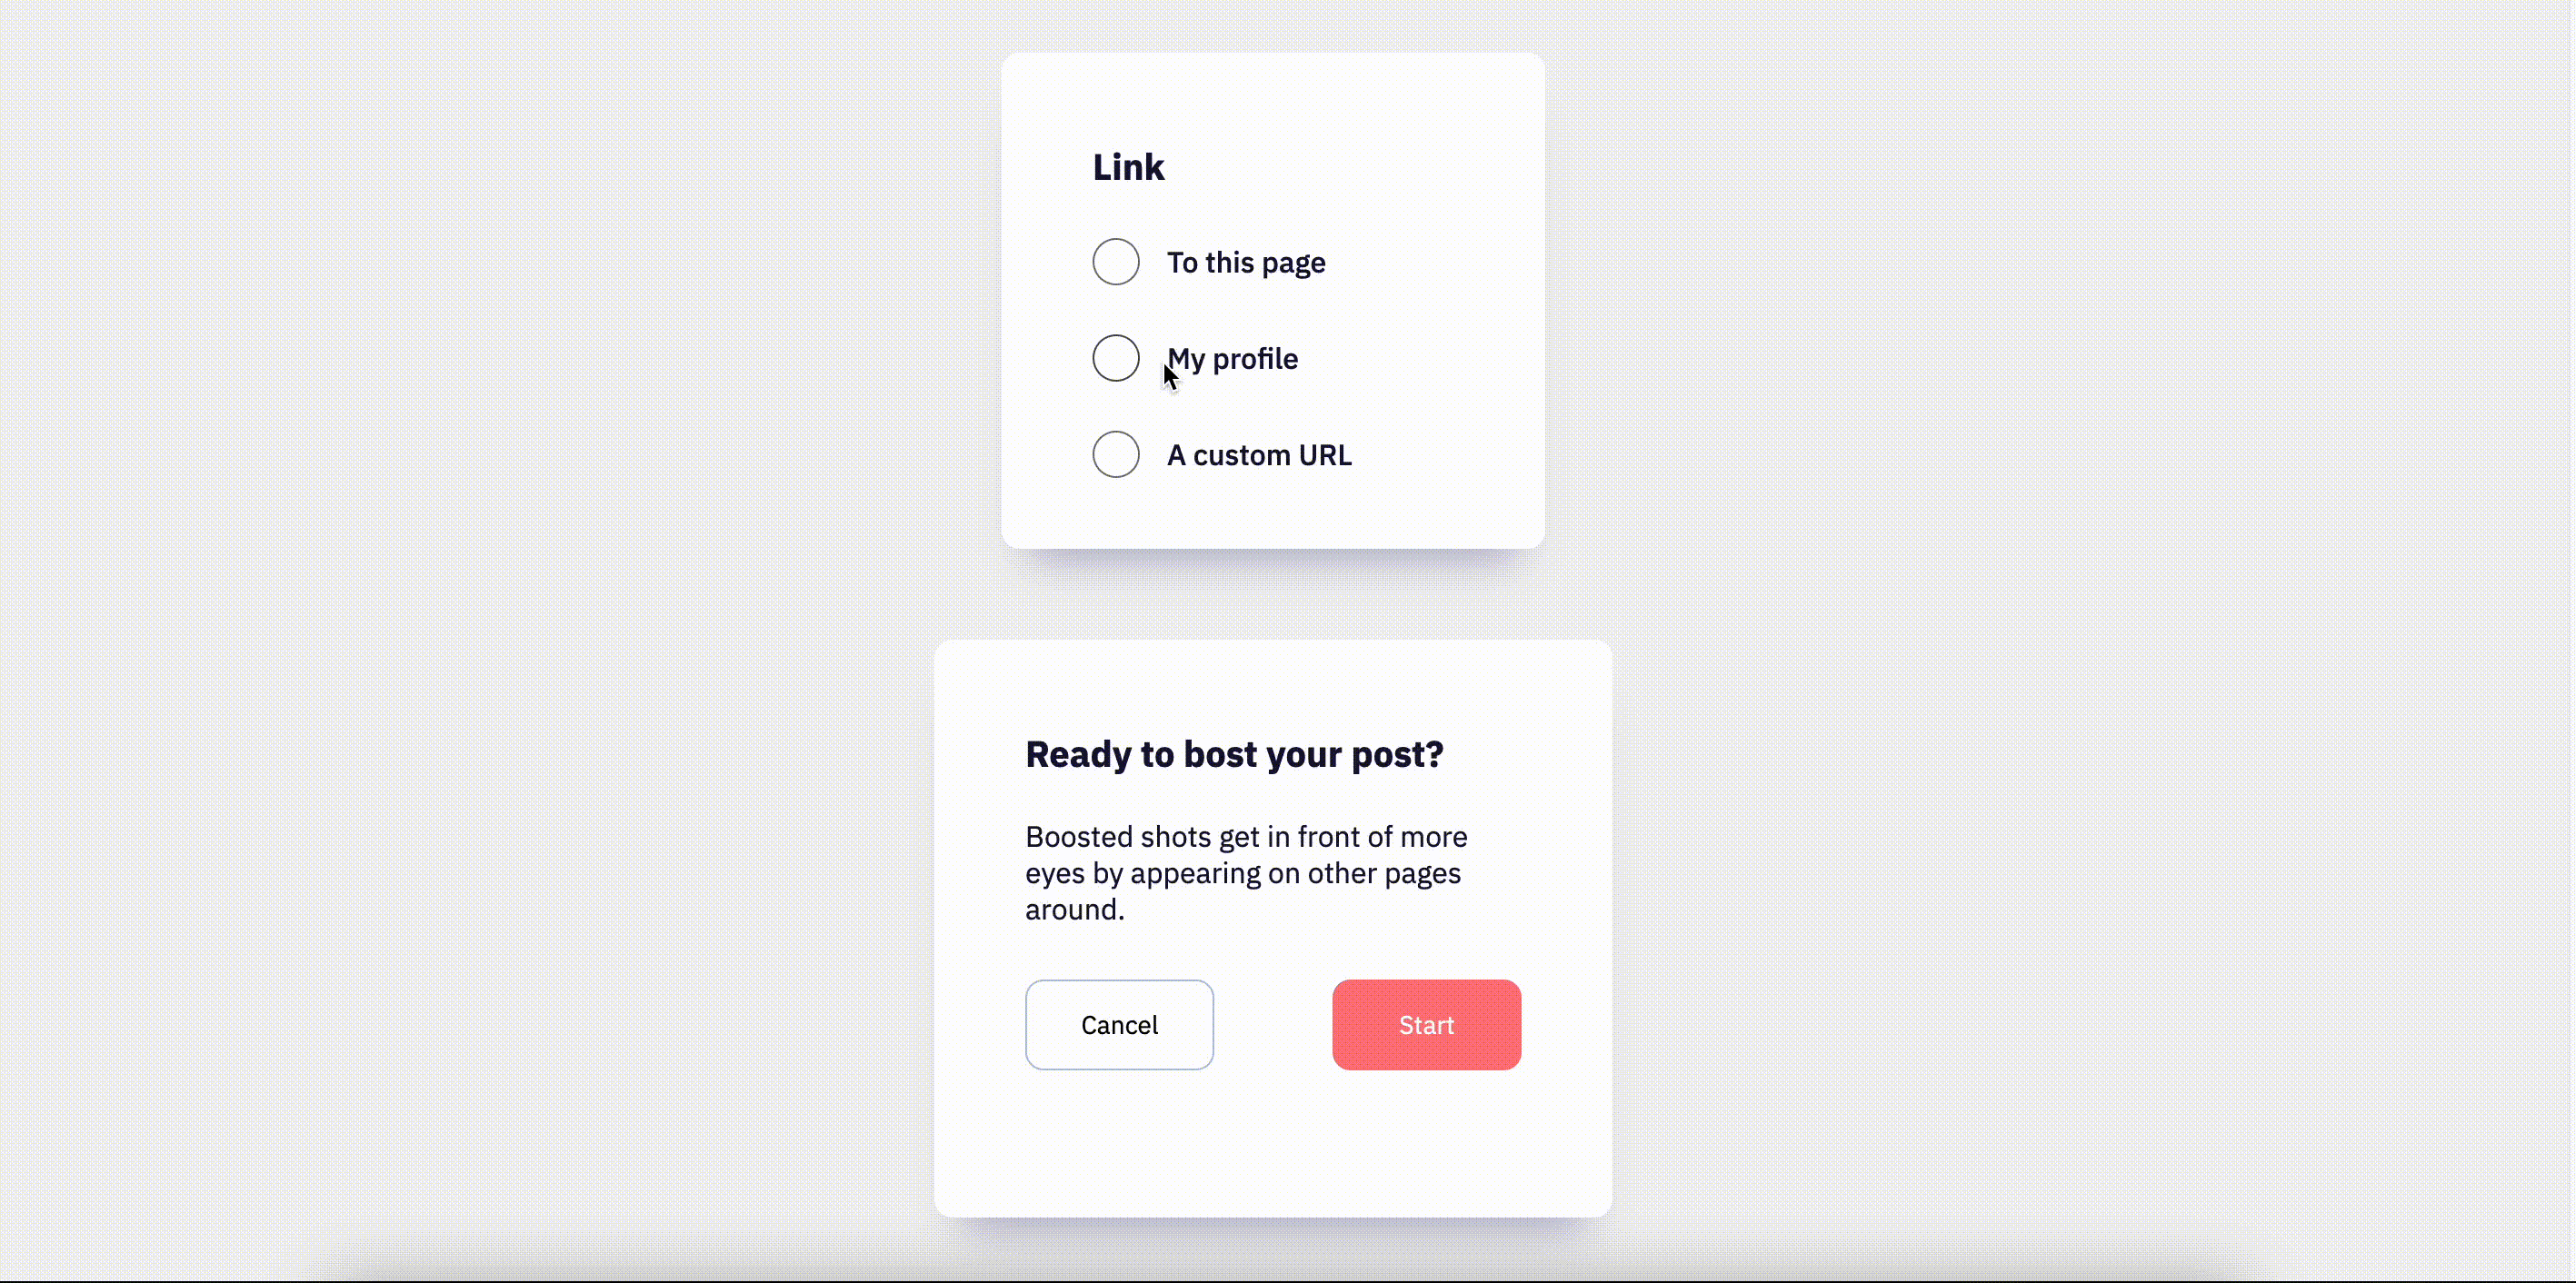 Link
To this page
My profile
A custom URL
Ready to bost your post?
Boosted shots get in front of more
eyes by appearing on other pages
around.
Cancel
Start